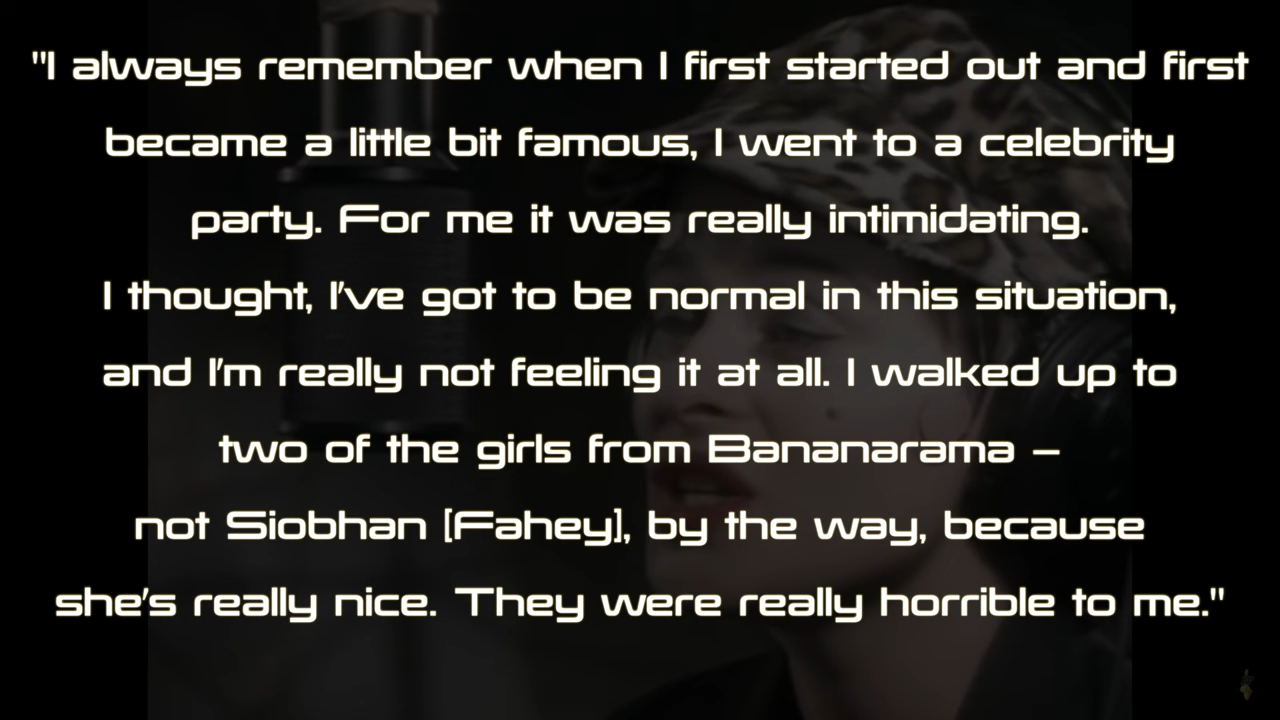 "I always remember when I first started out and first
became a little bit famous, I went to a celebrity
party. For me it was really intimidating.
I thought, I've got to be normal in this situation,
and I'm really not feeling it at all. I walked up to
two of the girls from Bananarama –
not Siobhan [Fahey], by the way, because
she's really nice. They were really horrible to me."